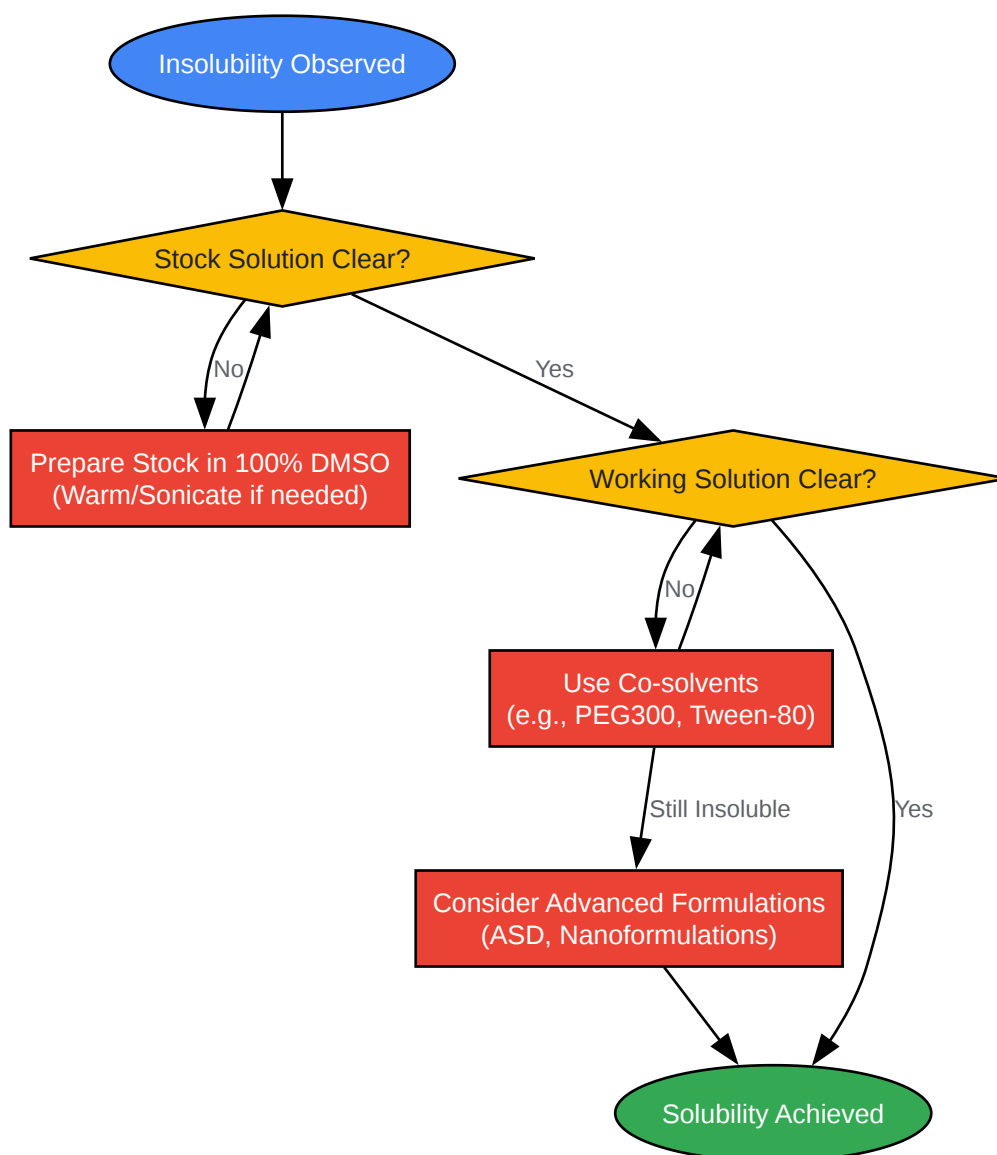 Insolubility Observed
Stock Solution Clear?
No
Yes
Prepare Stock in 100% DMSO
(Warm/Sonicate if needed)
Working Solution Clear?
No
Use Co-solvents
(e.g., PEG300, Tween-80)
Still Insoluble
Yes
Consider Advanced Formulations
(ASD, Nanoformulations)
Solubility Achieved